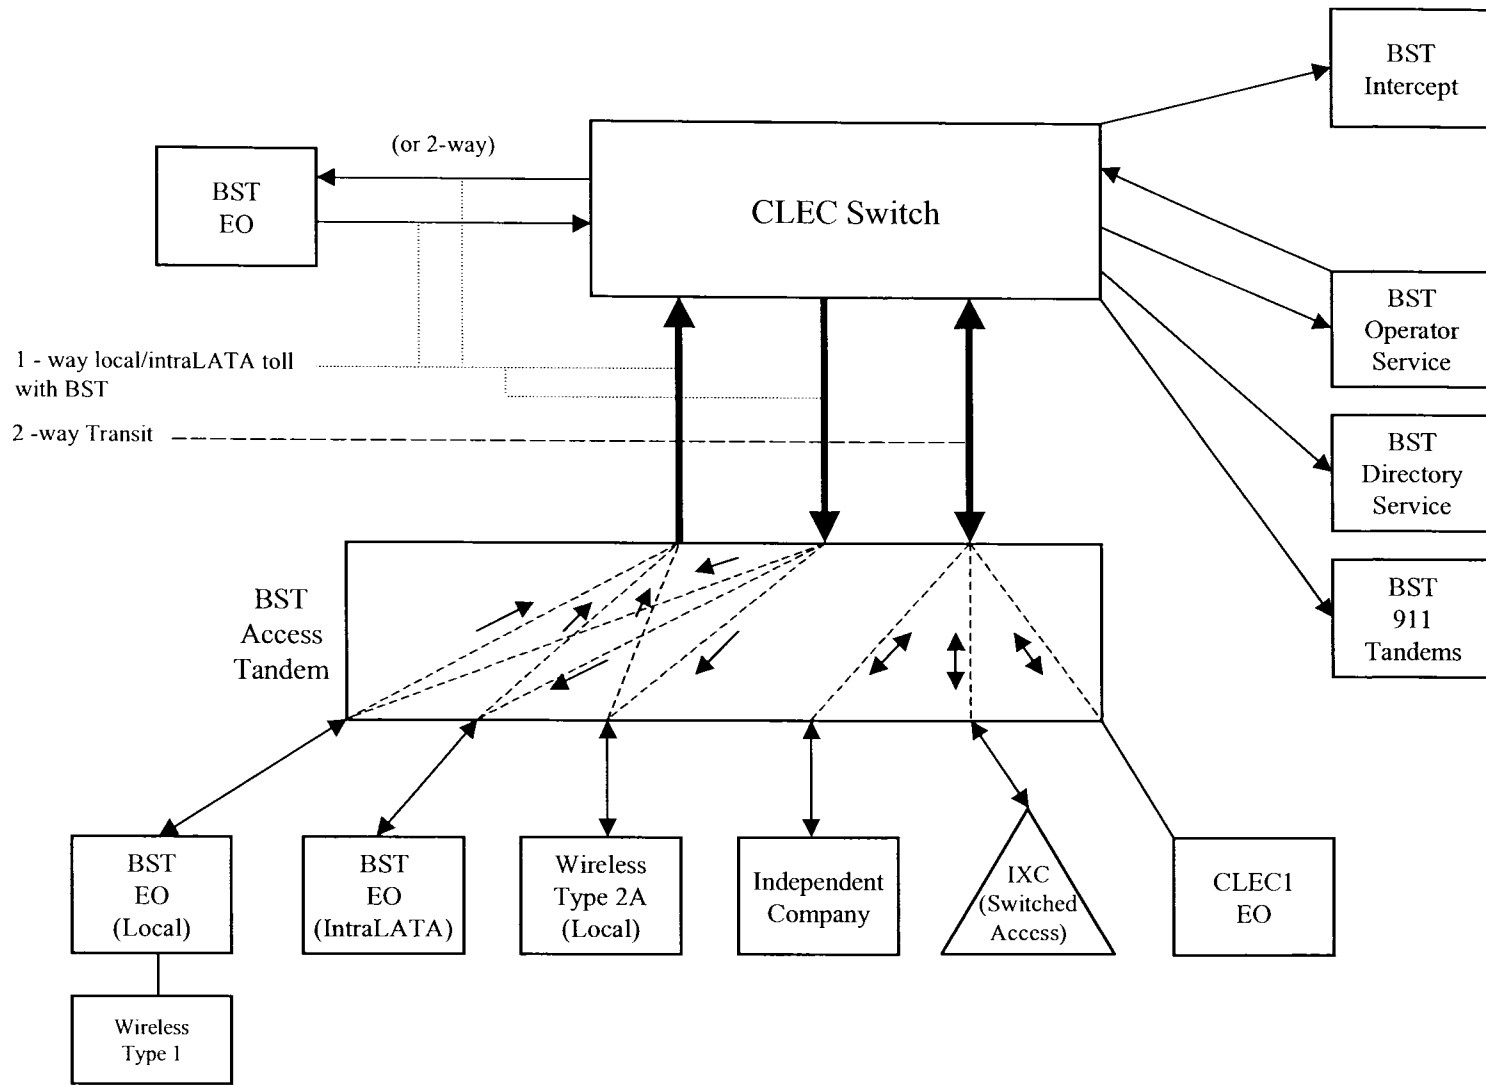 BST
Intercept
(or 2-way)
BST
EO
CLEC Switch
BST
Operator
Service
1 - way local/intraLATA toll
with BST
2 -way Transit
BST
Directory
Service
BST
911
Tandems
BST
Access
Tandem
BST
EO
(Local)
BST
EO
(IntraLATA)
Wireless
Type 2A
(Local)
Independent
Company
IXC
(Switched
Access)
CLEC1
EO
Wireless
Type 1